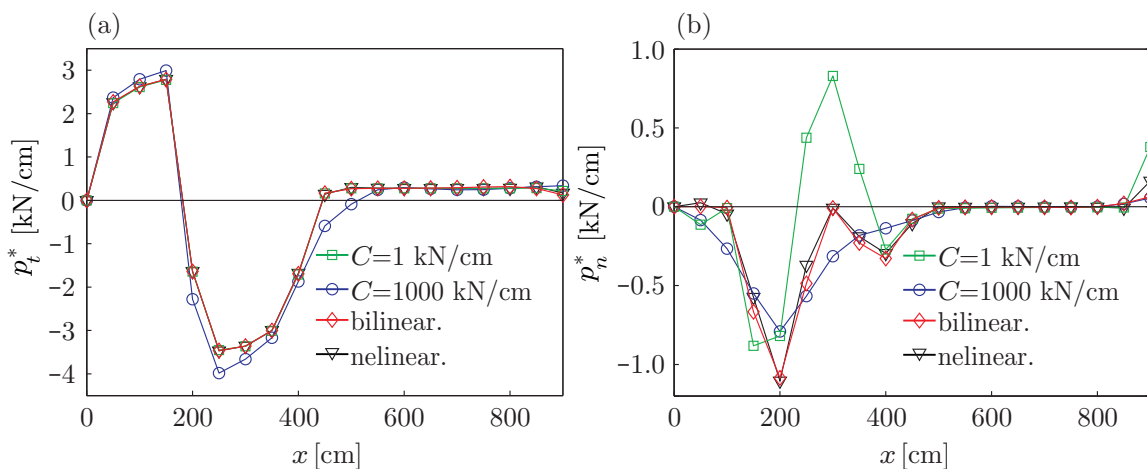 (a)
3
2
1
0
−1
−2
−3
−4
p_t^* [kN/cm]
C=1 kN/cm
C=1000 kN/cm
bilinear.
nelinear.
0 200 400 600 800
x [cm]
(b)
1.0
0.5
0
−0.5
−1.0
p_n^* [kN/cm]
C=1 kN/cm
C=1000 kN/cm
bilinear.
nelinear.
0 200 400 600 800
x [cm]